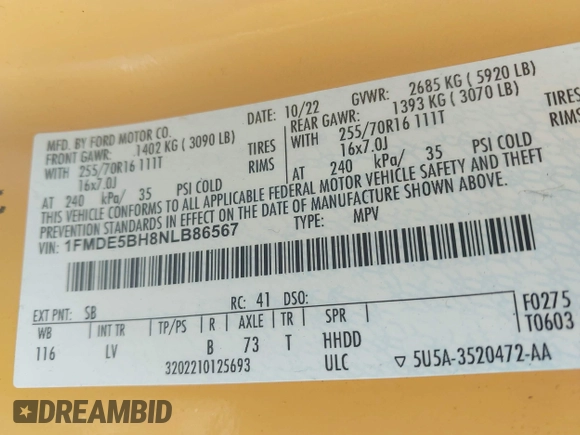 MFD. BY FORD MOTOR CO.
DATE: 10/22 GVWR: 2685 KG ( 5920 LB)
FRONT GAWR: 1402 KG ( 3090 LB) REAR GAWR: 1393 KG ( 3070 LB)
WITH 255/70R16 111T TIRES WITH 255/70R16 111T TIRES
16x7.0J RIMS 16x7.0J RIMS
AT 240 kPa/ 35 PSI COLD AT 240 kPa/ 35 PSI COLD
THIS VEHICLE CONFORMS TO ALL APPLICABLE FEDERAL MOTOR VEHICLE SAFETY AND THEFT
PREVENTION STANDARDS IN EFFECT ON THE DATE OF MANUFACTURE SHOWN ABOVE.
VIN: 1FMDE5BH8NLB86567 TYPE: MPV
EXT PNT: SB RC: 41 DSO: F0275
WB INT TR TP/PS R AXLE TR SPR T0603
116 LV B 73 T HHDD
3202210125693 ULC 5U5A-3520472-AA
DREAMBID